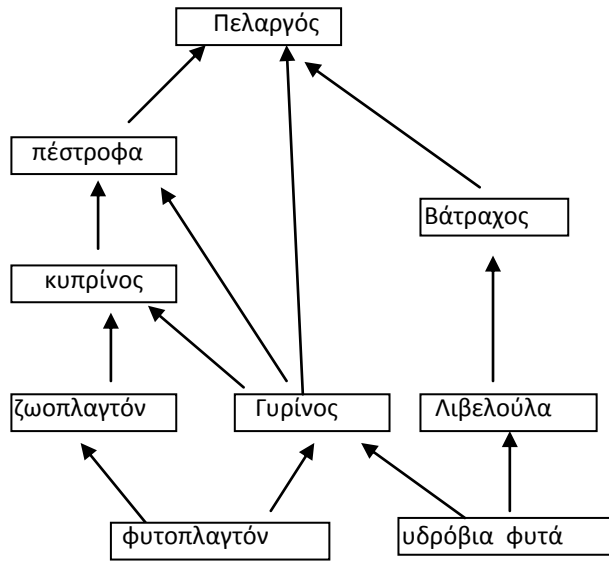 Πελαργός
πέστροφα
Βάτραχος
κυπρίνος
ζωοπλαγτόν
Γυρίνος
Λιβελούλα
φυτοπλαγτόν
υδρόβια φυτά